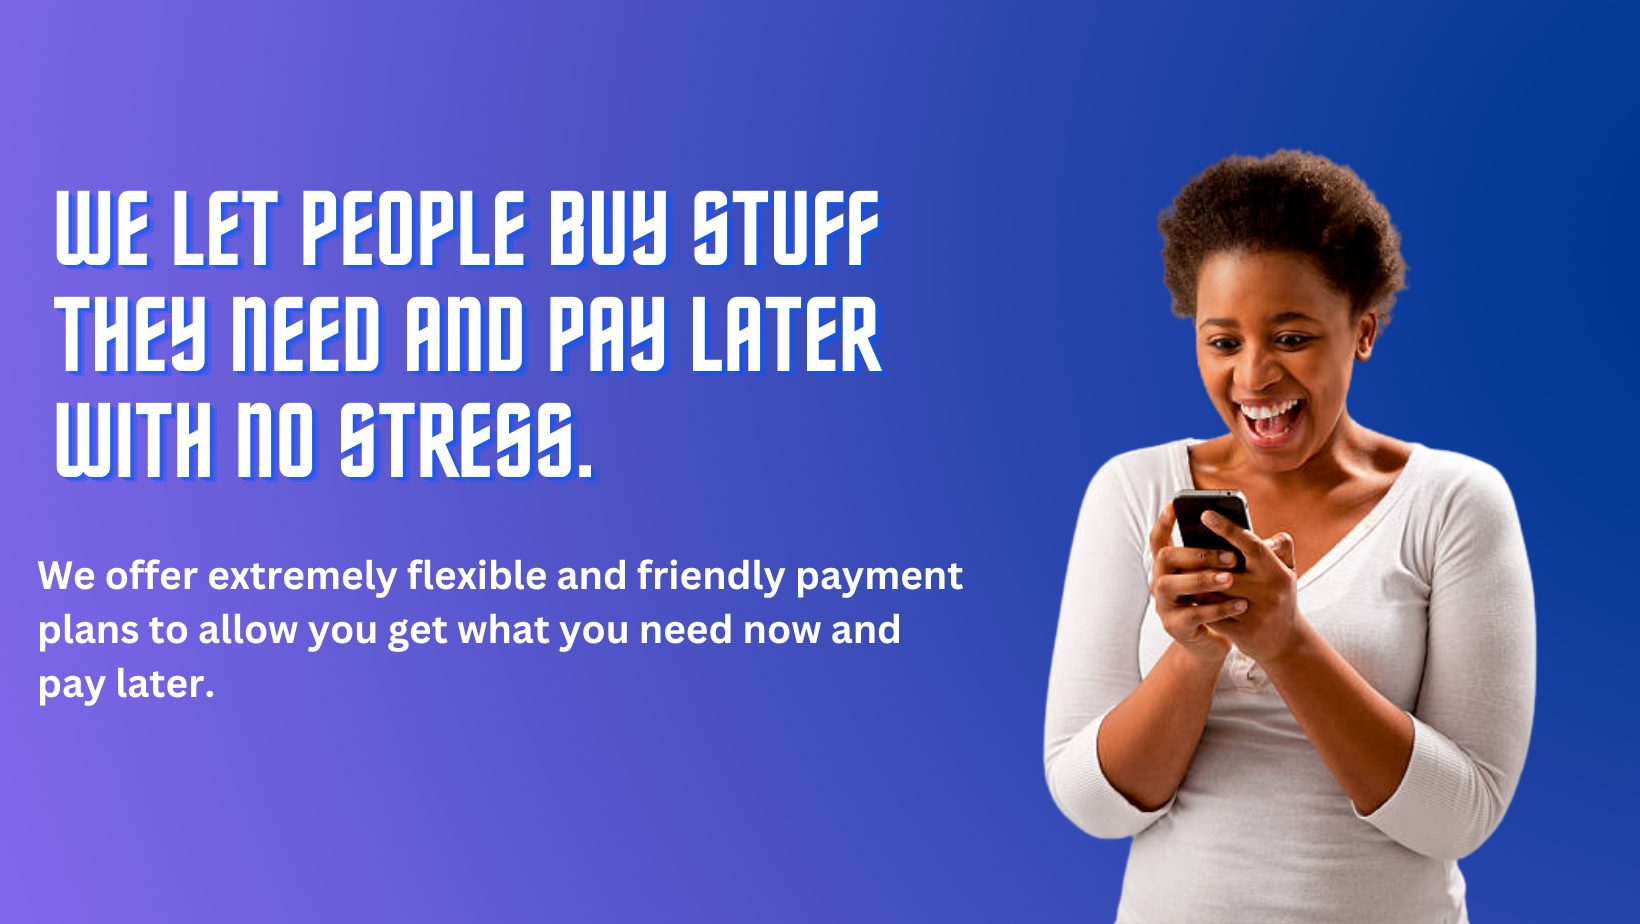 WE LET PEOPLE BUY STUFF
THEY NEED AND PAY LATER
WITH NO STRESS.
We offer extremely flexible and friendly payment
plans to allow you get what you need now and
pay later.